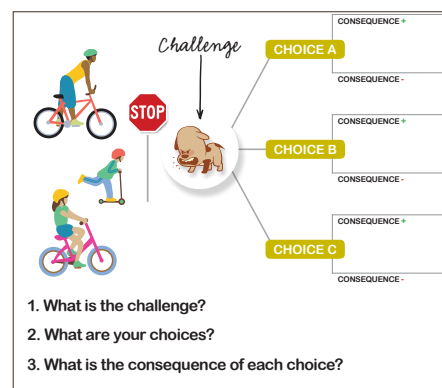 Challenge
STOP
CHOICE A
CONSEQUENCE +
CONSEQUENCE -
CHOICE B
CONSEQUENCE +
CONSEQUENCE -
CHOICE C
CONSEQUENCE +
CONSEQUENCE -
1. What is the challenge?
2. What are your choices?
3. What is the consequence of each choice?